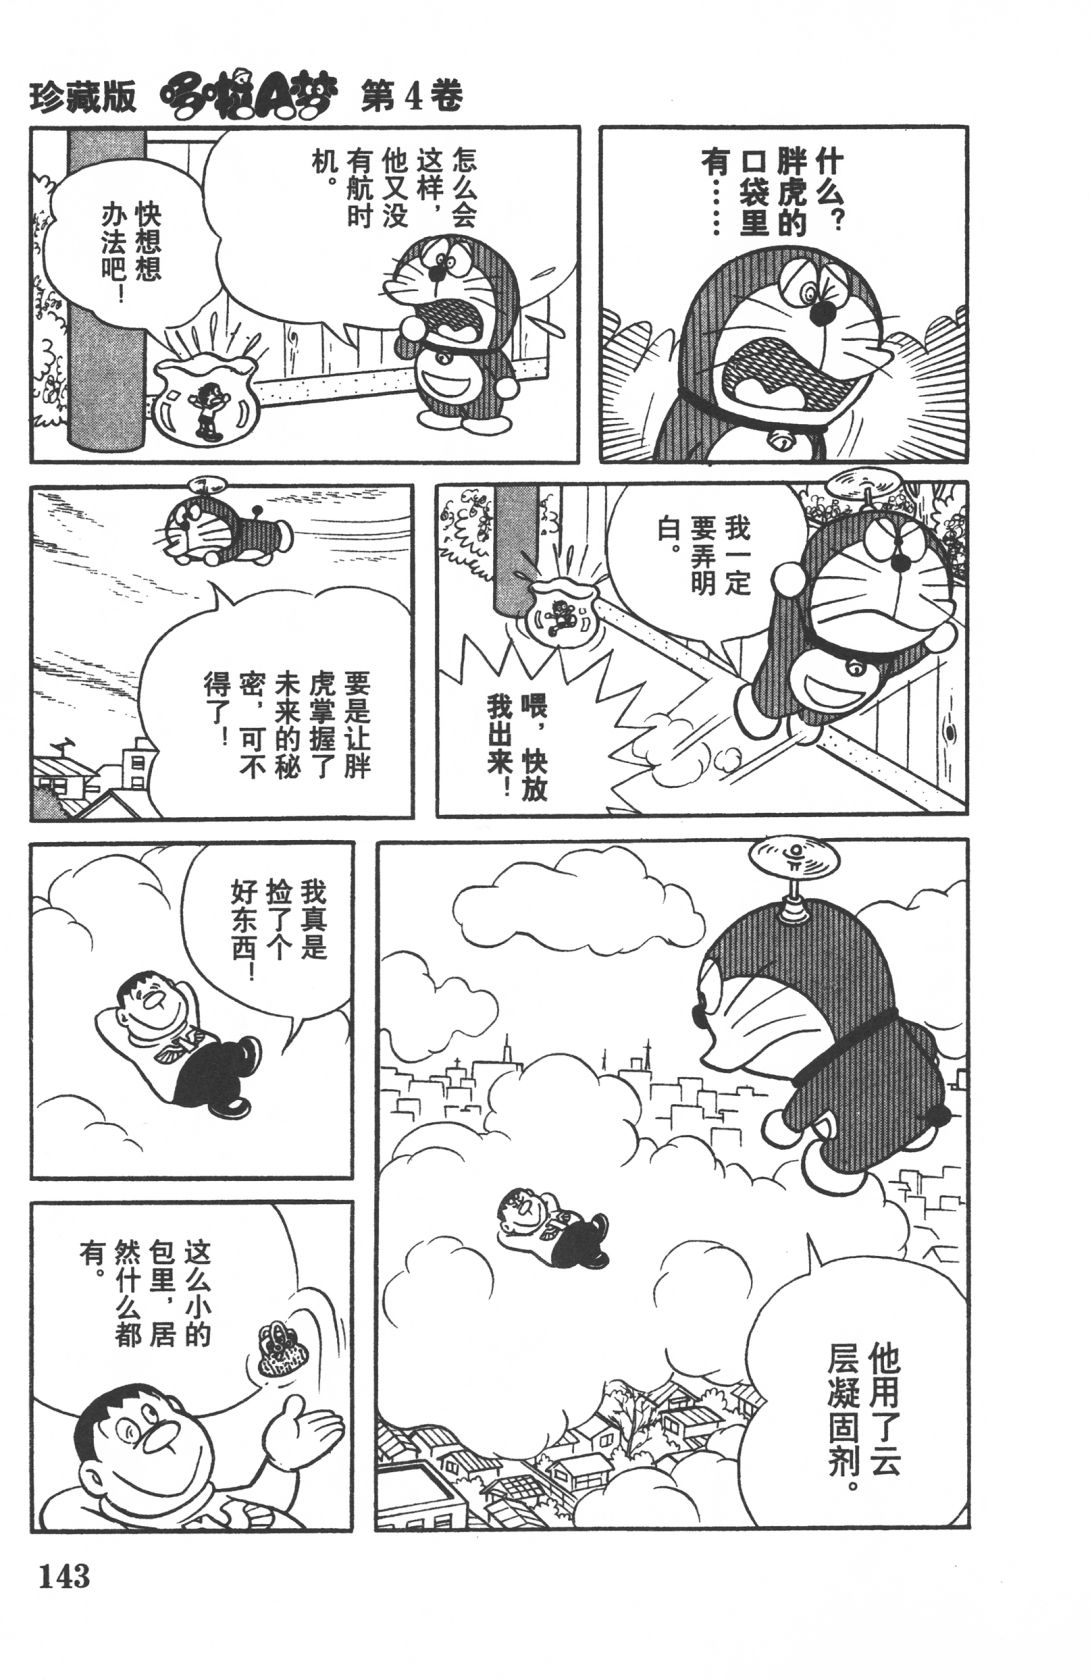 珍藏版 哆啦A梦 第4卷
什么？
胖虎的
口袋里
有……
怎么会
这样，
他又没
有航时
机。
快想想
办法吧！
我一定
要弄明
白。
喂，快放
我出来！
要是让胖
虎掌握了
未来的秘
密，可不
得了！
他用了云
层凝固剂。
我真是
捡了个
好东西！
这么小的
包里，居
然什么都
有。
143